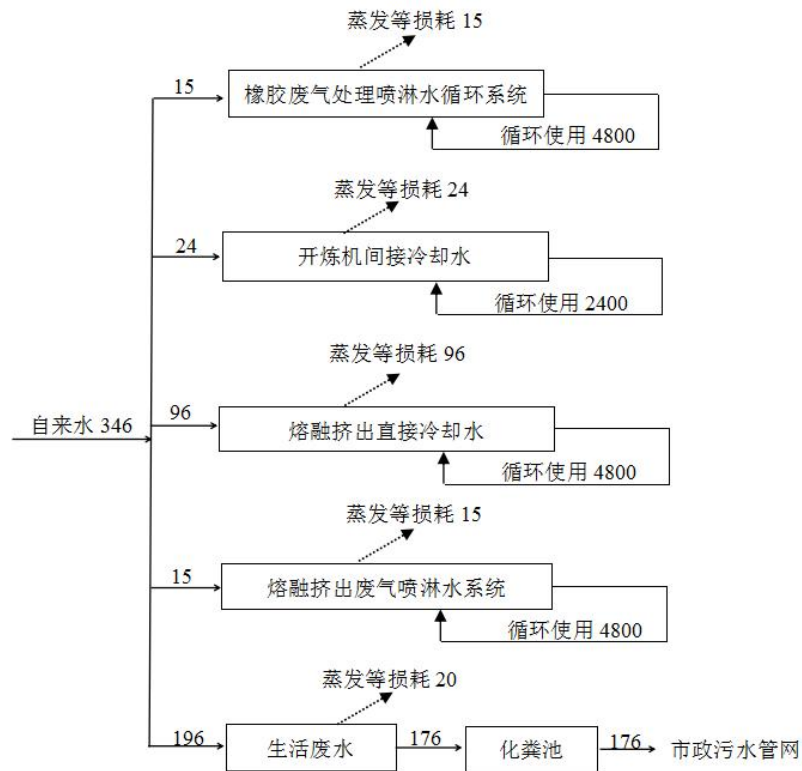 蒸发等损耗 15
15
橡胶废气处理喷淋水循环系统
循环使用 4800
蒸发等损耗 24
24
开炼机间接冷却水
循环使用 2400
蒸发等损耗 96
自来水 346
96
熔融挤出直接冷却水
循环使用 4800
蒸发等损耗 15
15
熔融挤出废气喷淋水系统
循环使用 4800
蒸发等损耗 20
196
生活废水
176
化粪池
176
市政污水管网